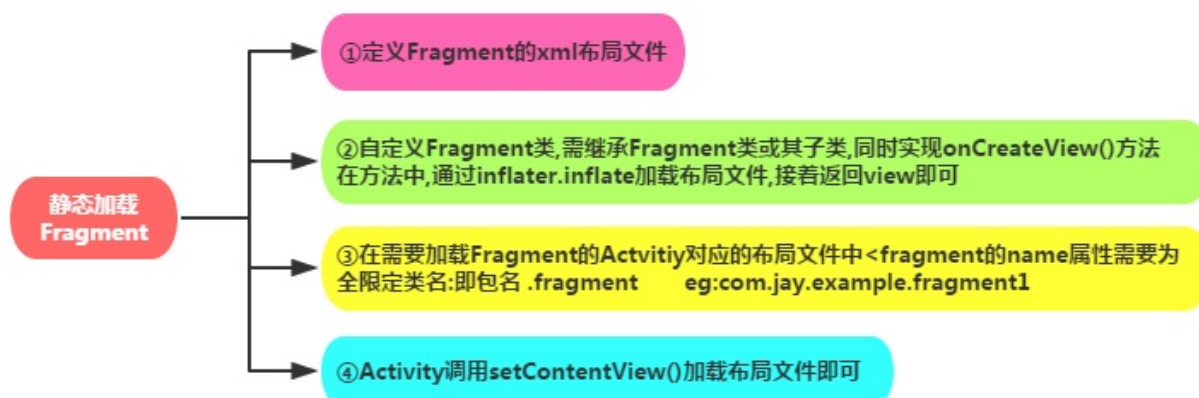 静态加载
Fragment
①定义Fragment的xml布局文件
②自定义Fragment类,需继承Fragment类或其子类,同时实现onCreateView()方法
在方法中,通过inflater.inflate加载布局文件,接着返回view即可
③在需要加载Fragment的Actvitiy对应的布局文件中<fragment的name属性需要为
全限定类名:即包名 .fragment eg:com.jay.example.fragment1
④Activity调用setContentView()加载布局文件即可